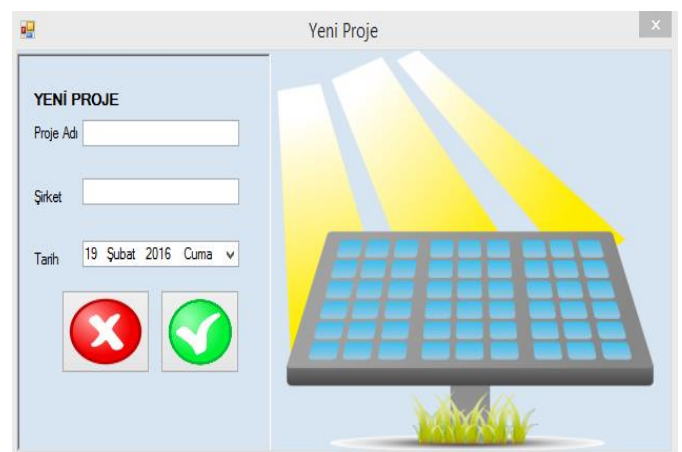 Yeni Proje
x
YENİ PROJE
Proje Adı
Şirket
Tarih 19 Şubat 2016 Cuma